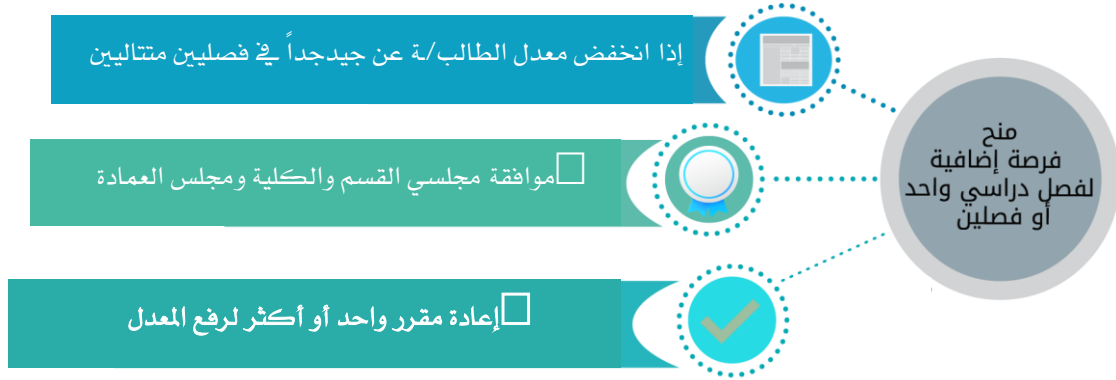 إذا انخفض معدل الطالب/ـة عن جيدجداً في فصليين متتاليين
منح
فرصة إضافية
لفصل دراسي واحد
أو فصلين
موافقة مجلسي القسم والكلية ومجلس العمادة
إعادة مقرر واحد أو أكثر لرفع المعدل